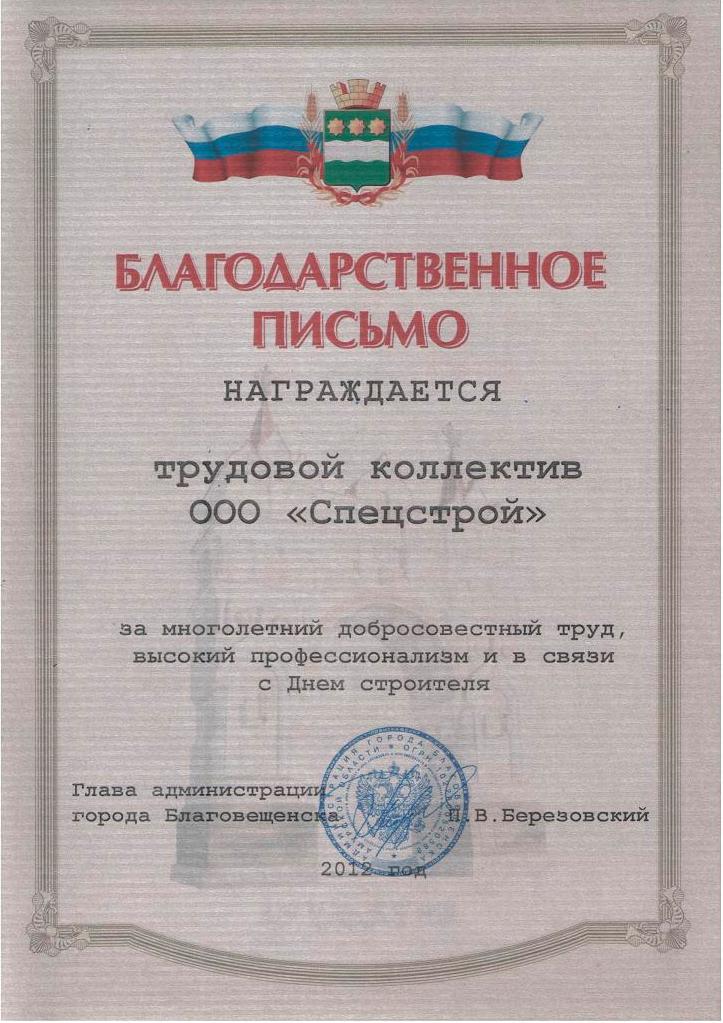 БЛАГОДАРСТВЕННОЕ
ПИСЬМО
НАГРАЖДАЕТСЯ
трудовой коллектив
ООО «Спецстрой»
за многолетний добросовестный труд,
высокий профессионализм и в связи
с Днем строителя
Глава администрации
города Благовещенска П.В.Березовский
2012 год